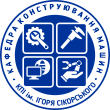 КАФЕДРА КОНСТРУЮВАННЯ МАШИН
КПІ ім. ІГОРЯ СІКОРСЬКОГО